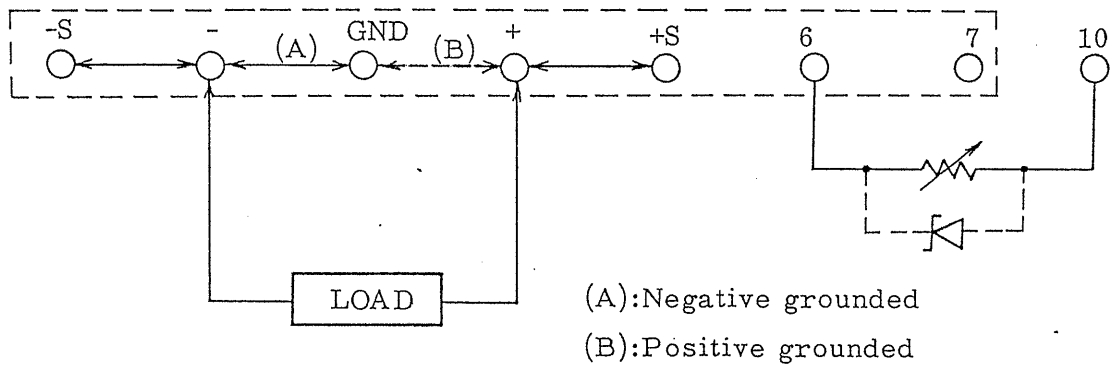 -S - (A) GND (B) + +S 6 7 10
LOAD
(A):Negative grounded
(B):Positive grounded